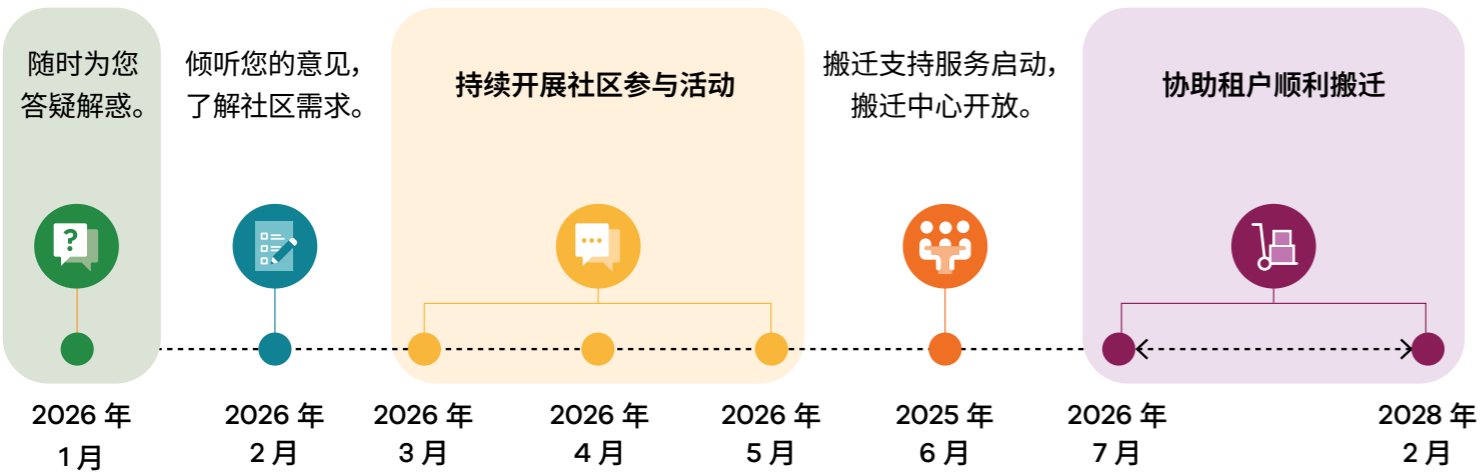 随时为您
答疑解惑。
倾听您的意见，
了解社区需求。
持续开展社区参与活动
搬迁支持服务启动，
搬迁中心开放。
协助租户顺利搬迁
?
2026 年
1 月
2026 年
2 月
2026 年
3 月
2026 年
4 月
2026 年
5 月
2025 年
6 月
2026 年
7 月
2028 年
2 月